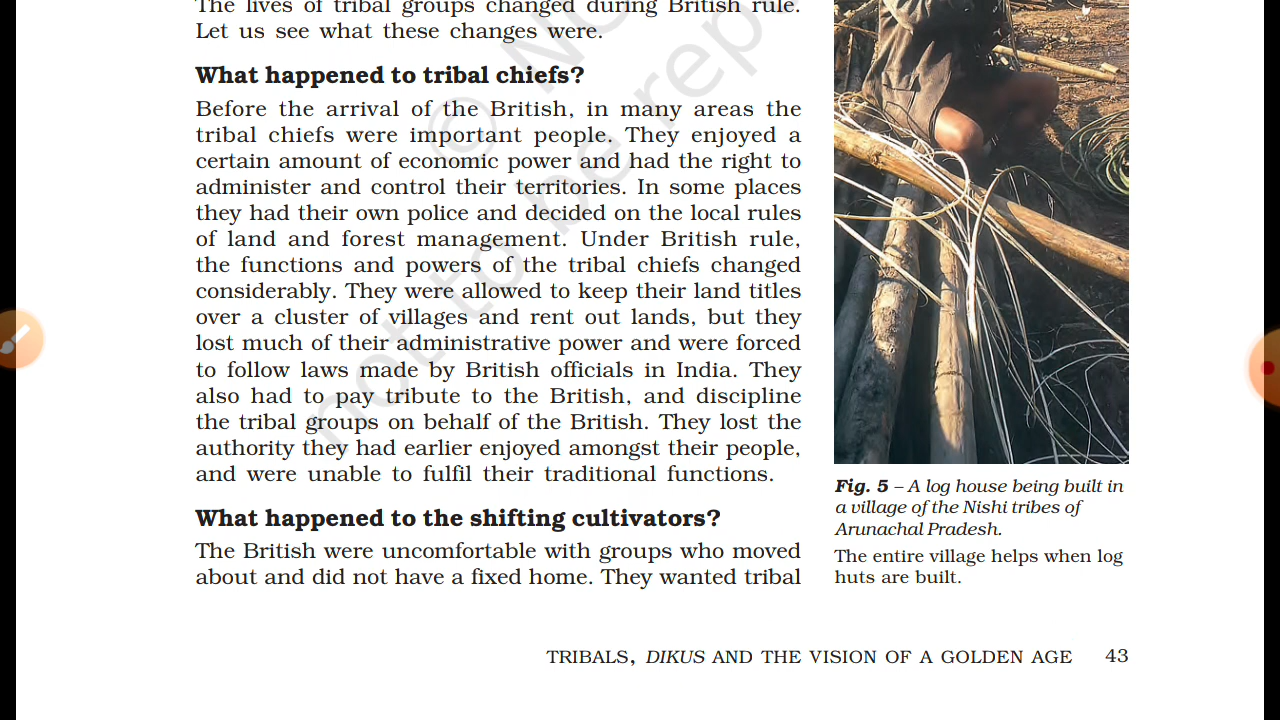 The lives of tribal groups changed during British rule.
Let us see what these changes were.
What happened to tribal chiefs?
Before the arrival of the British, in many areas the
tribal chiefs were important people. They enjoyed a
certain amount of economic power and had the right to
administer and control their territories. In some places
they had their own police and decided on the local rules
of land and forest management. Under British rule,
the functions and powers of the tribal chiefs changed
considerably. They were allowed to keep their land titles
over a cluster of villages and rent out lands, but they
lost much of their administrative power and were forced
to follow laws made by British officials in India. They
also had to pay tribute to the British, and discipline
the tribal groups on behalf of the British. They lost the
authority they had earlier enjoyed amongst their people,
and were unable to fulfil their traditional functions.
What happened to the shifting cultivators?
The British were uncomfortable with groups who moved
about and did not have a fixed home. They wanted tribal
Fig. 5 – A log house being built in
a village of the Nishi tribes of
Arunachal Pradesh.
The entire village helps when log
huts are built.
TRIBALS, DIKUS AND THE VISION OF A GOLDEN AGE 43
© NC
not to be rep